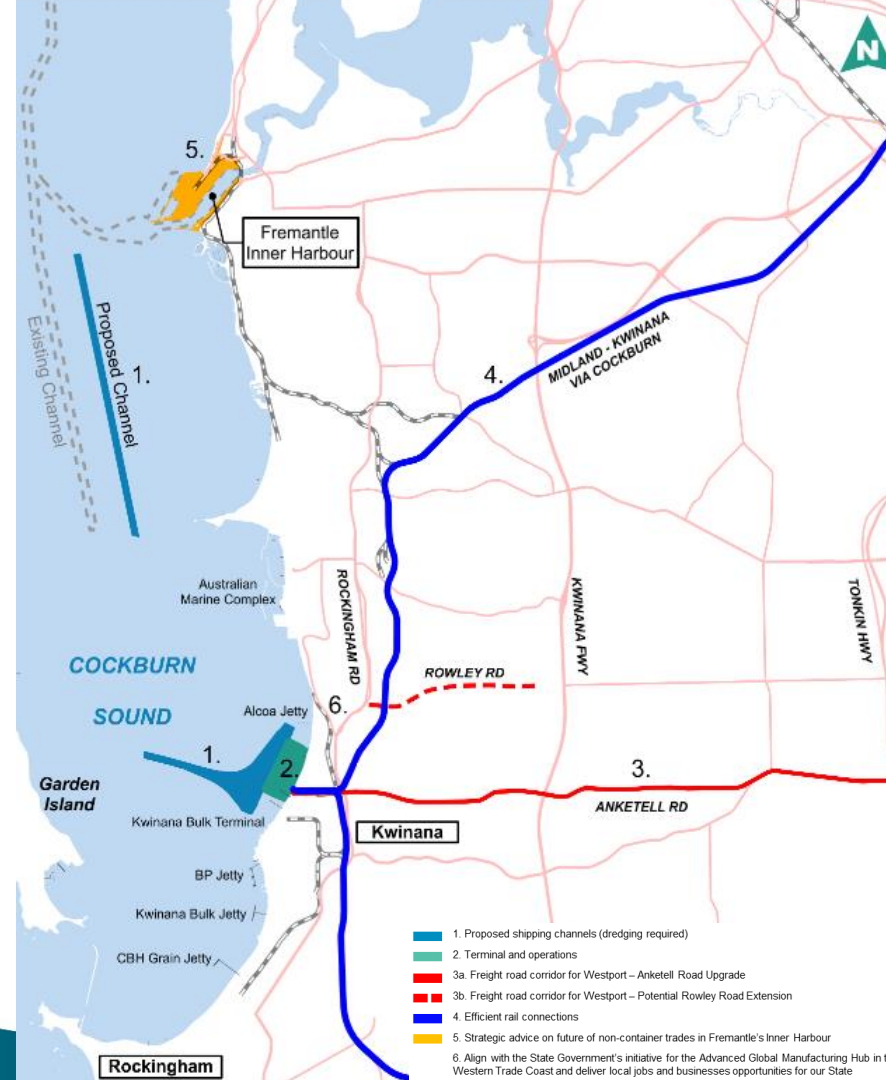 N
5.
Fremantle
Inner Harbour
Existing Channel
Proposed Channel
1.
4.
MIDLAND - KWINANA
VIA COCKBURN
Australian
Marine Complex
ROCKINGHAM RD
KWINANA FWY
TONKIN HWY
COCKBURN
SOUND
ROWLEY RD
6.
Alcoa Jetty
1.
2.
3.
Garden
Island
ANKETELL RD
Kwinana Bulk Terminal
Kwinana
BP Jetty
Kwinana Bulk Jetty
CBH Grain Jetty
Rockingham
1. Proposed shipping channels (dredging required)
2. Terminal and operations
3a. Freight road corridor for Westport – Anketell Road Upgrade
3b. Freight road corridor for Westport – Potential Rowley Road Extension
4. Efficient rail connections
5. Strategic advice on future of non-container trades in Fremantle's Inner Harbour
6. Align with the State Government's initiative for the Advanced Global Manufacturing Hub in t
Western Trade Coast and deliver local jobs and businesses opportunities for our State